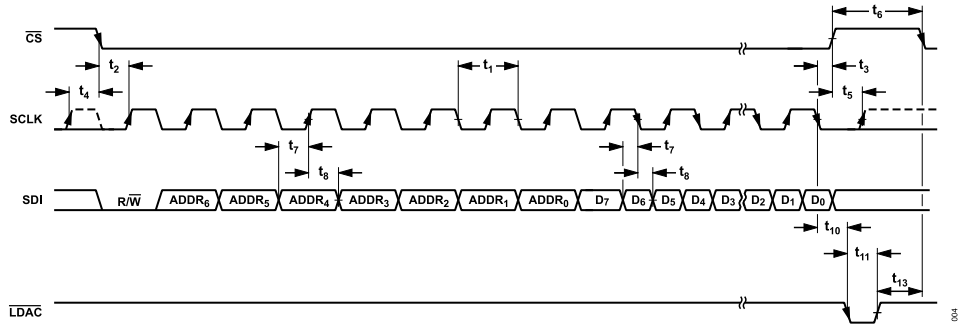 t6
CS
t2
t1
t3
t4
t5
SCLK
t7
t7
t8
t8
SDI
R/W
ADDR6
ADDR5
ADDR4
ADDR3
ADDR2
ADDR1
ADDR0
D7
D6
D5
D4
D3
D2
D1
D0
t10
t11
t13
LDAC
004